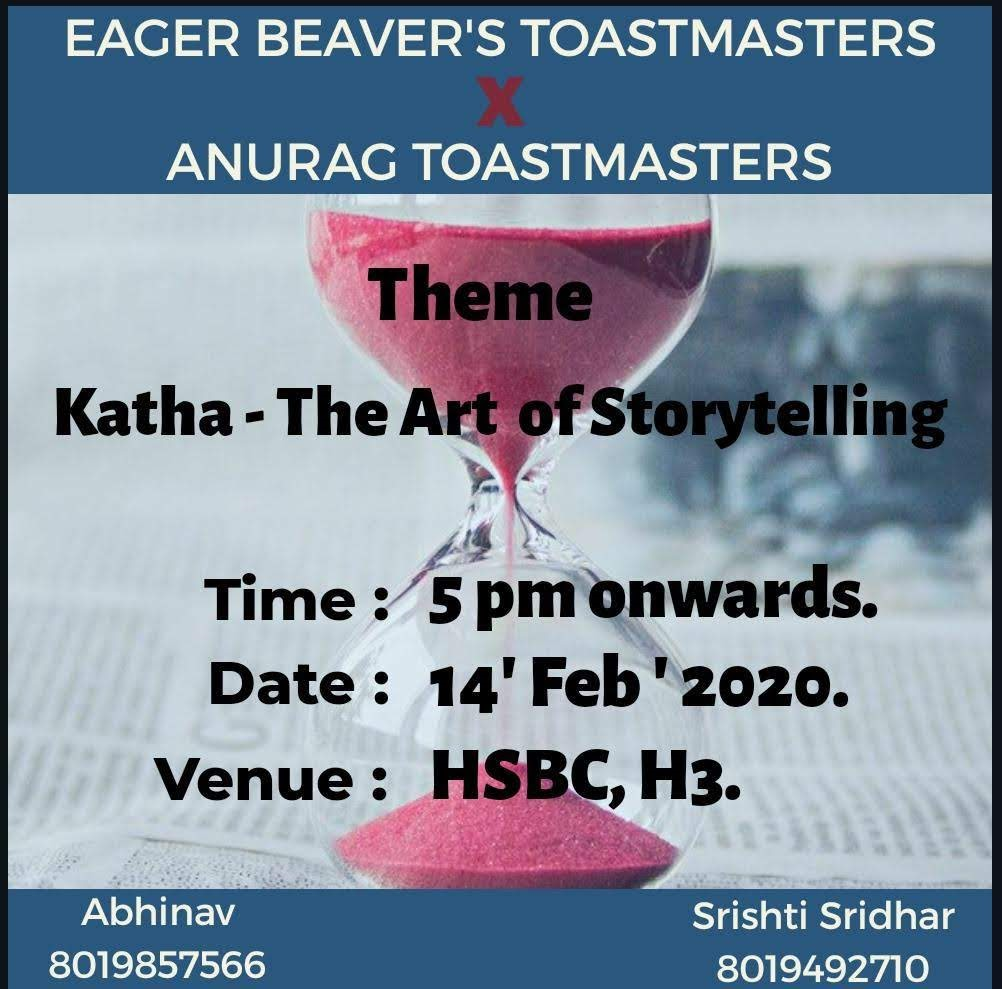 EAGER BEAVER'S TOASTMASTERS
X
ANURAG TOASTMASTERS
Theme
Katha - The Art of Storytelling
Time : 5 pm onwards.
Date : 14' Feb ' 2020.
Venue : HSBC, H3.
Abhinav
8019857566
Srishti Sridhar
8019492710